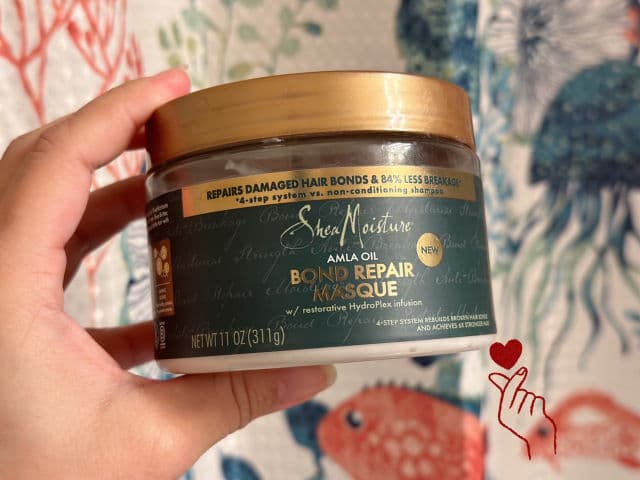 REPAIRS DAMAGED HAIR BONDS & 84% LESS BREAKAGE*
*4-step system vs. non-conditioning shampoo
SheaMoisture
AMLA OIL
NEW
BOND REPAIR
MASQUE
w/ restorative HydroPlex infusion
4-STEP SYSTEM REBUILDS BROKEN HAIR BONDS
AND ACHIEVES 6X STRONGER HAIR
NET WT 11 OZ (311g)